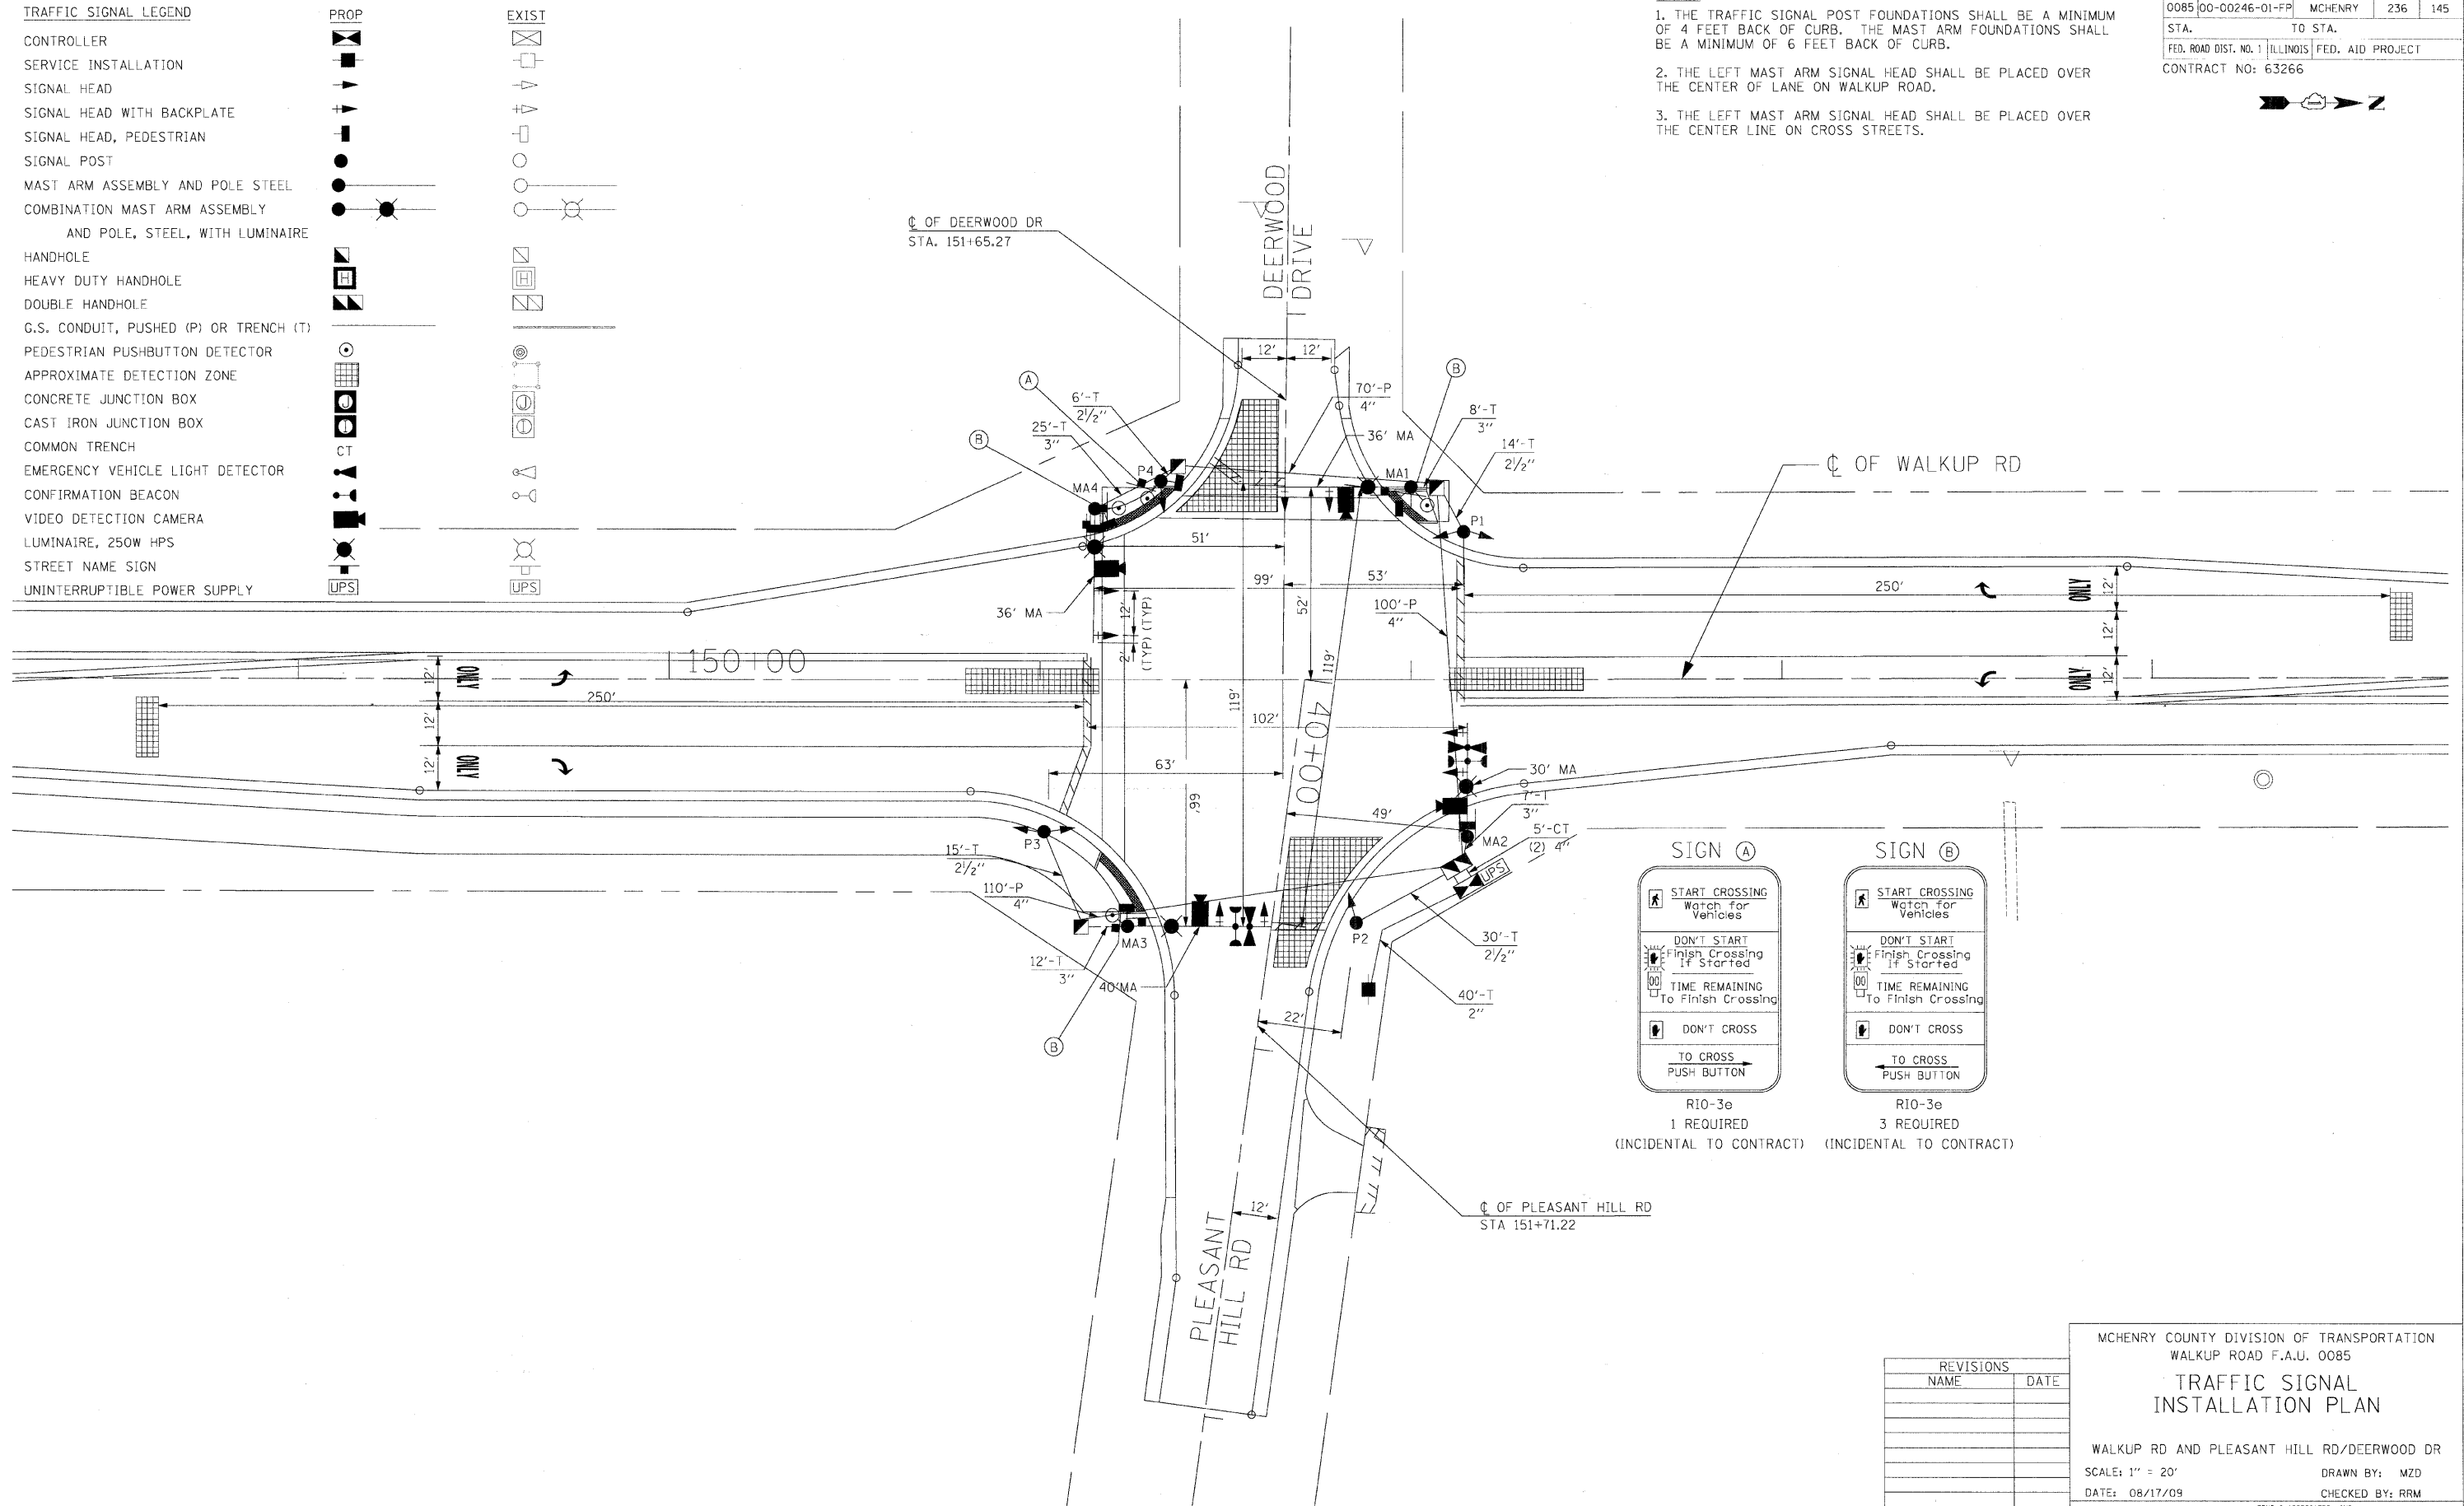 TRAFFIC SIGNAL LEGEND
PROP
EXIST
CONTROLLER
SERVICE INSTALLATION
SIGNAL HEAD
SIGNAL HEAD WITH BACKPLATE
SIGNAL HEAD, PEDESTRIAN
SIGNAL POST
MAST ARM ASSEMBLY AND POLE STEEL
COMBINATION MAST ARM ASSEMBLY
AND POLE, STEEL, WITH LUMINAIRE
HANDHOLE
HEAVY DUTY HANDHOLE
H
H
DOUBLE HANDHOLE
G.S. CONDUIT, PUSHED (P) OR TRENCH (T)
PEDESTRIAN PUSHBUTTON DETECTOR
APPROXIMATE DETECTION ZONE
CONCRETE JUNCTION BOX
J
J
CAST IRON JUNCTION BOX
I
I
COMMON TRENCH
CT
EMERGENCY VEHICLE LIGHT DETECTOR
CONFIRMATION BEACON
VIDEO DETECTION CAMERA
LUMINAIRE, 250W HPS
STREET NAME SIGN
UNINTERRUPTIBLE POWER SUPPLY
UPS
UPS
1. THE TRAFFIC SIGNAL POST FOUNDATIONS SHALL BE A MINIMUM
OF 4 FEET BACK OF CURB. THE MAST ARM FOUNDATIONS SHALL
BE A MINIMUM OF 6 FEET BACK OF CURB.
2. THE LEFT MAST ARM SIGNAL HEAD SHALL BE PLACED OVER
THE CENTER OF LANE ON WALKUP ROAD.
3. THE LEFT MAST ARM SIGNAL HEAD SHALL BE PLACED OVER
THE CENTER LINE ON CROSS STREETS.
0085 00-00246-01-FP MCHENRY 236 145
STA. TO STA.
FED. ROAD DIST. NO. 1 ILLINOIS FED. AID PROJECT
CONTRACT NO: 63266
Z
℄ OF DEERWOOD DR
STA. 151+65.27
DEERWOOD
DRIVE
12'
12'
A
B
B
6'-T
2½"
25'-T
3"
P4
MA4
70'-P
4"
36' MA
8'-T
3"
14'-T
2½"
MA1
P1
℄ OF WALKUP RD
51'
99'
53'
52'
36' MA
12'
(TYP)
2'
(TYP)
100'-P
4"
250'
ONLY
12'
12'
12'
ONLY
150+00
12'
ONLY
250'
12'
12'
ONLY
119'
119'
102'
40+00
63'
66'
49'
30' MA
7'-T
3"
5'-CT
(2) 4"
MA2
UPS
P3
15'-T
2½"
110'-P
4"
12'-T
3"
MA3
40'MA
B
P2
30'-T
2½"
40'-T
2"
22'
12'
PLEASANT
HILL RD
℄ OF PLEASANT HILL RD
STA 151+71.22
SIGN A
START CROSSING
Watch for
Vehicles
DON'T START
Finish Crossing
If Started
00
TIME REMAINING
To Finish Crossing
DON'T CROSS
TO CROSS
PUSH BUTTON
R10-3e
1 REQUIRED
(INCIDENTAL TO CONTRACT)
SIGN B
START CROSSING
Watch for
Vehicles
DON'T START
Finish Crossing
If Started
00
TIME REMAINING
To Finish Crossing
DON'T CROSS
TO CROSS
PUSH BUTTON
R10-3e
3 REQUIRED
(INCIDENTAL TO CONTRACT)
REVISIONS
NAME DATE
MCHENRY COUNTY DIVISION OF TRANSPORTATION
WALKUP ROAD F.A.U. 0085
TRAFFIC SIGNAL
INSTALLATION PLAN
WALKUP RD AND PLEASANT HILL RD/DEERWOOD DR
SCALE: 1" = 20'
DRAWN BY: MZD
DATE: 08/17/09
CHECKED BY: RRM